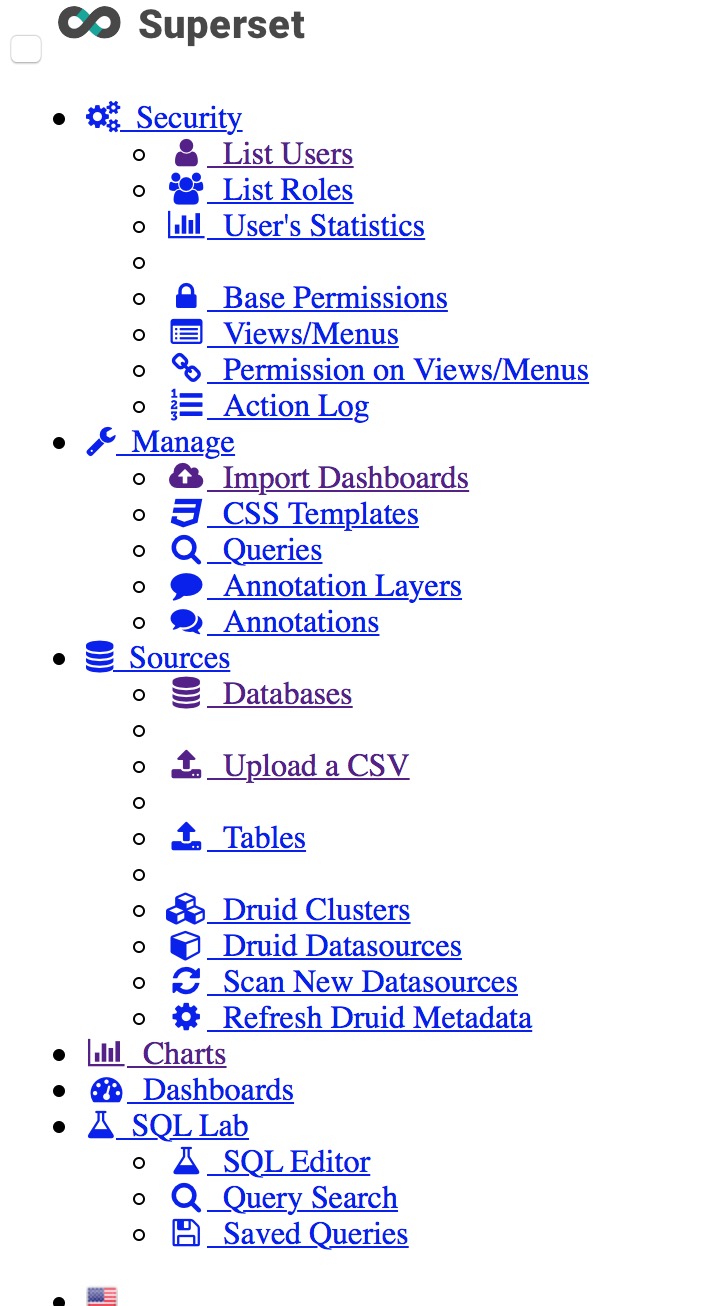 Superset
Security
List Users
List Roles
User's Statistics
Base Permissions
Views/Menus
Permission on Views/Menus
Action Log
Manage
Import Dashboards
CSS Templates
Queries
Annotation Layers
Annotations
Sources
Databases
Upload a CSV
Tables
Druid Clusters
Druid Datasources
Scan New Datasources
Refresh Druid Metadata
Charts
Dashboards
SQL Lab
SQL Editor
Query Search
Saved Queries